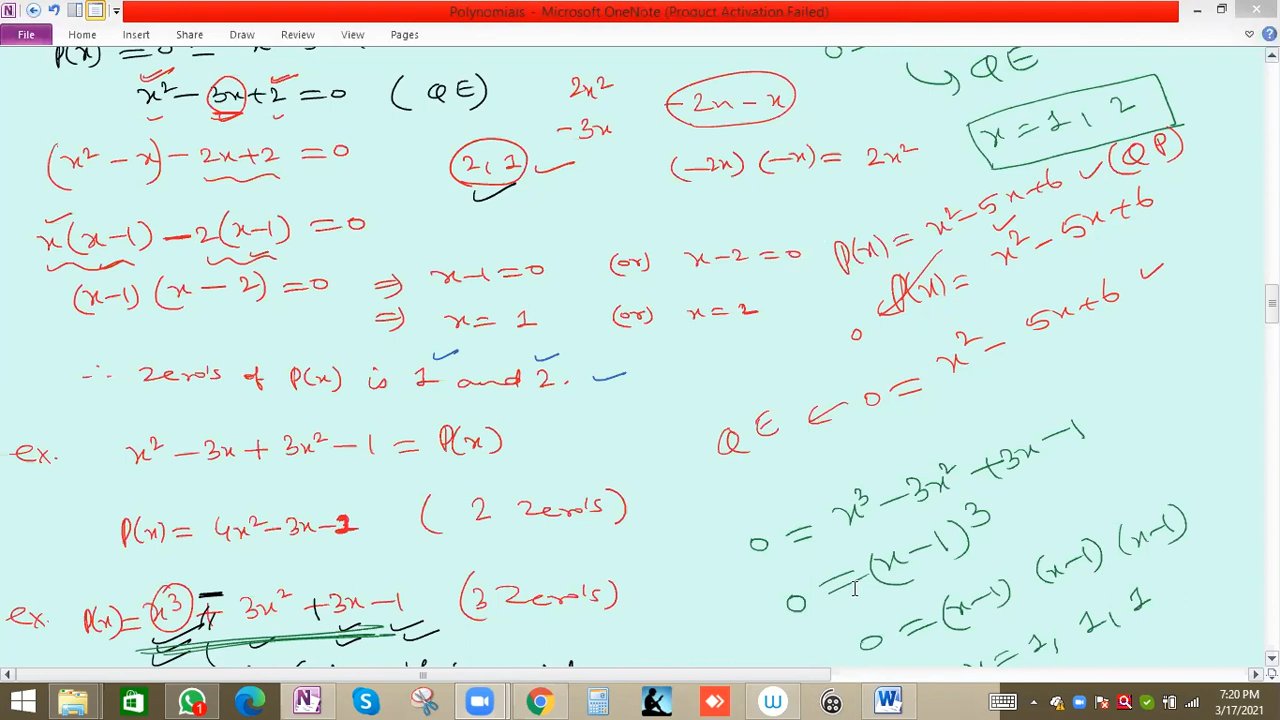 Polynomials - Microsoft OneNote (Product Activation Failed)
File Home Insert Share Draw Review View Pages
x² - 3x + 2 = 0 (QE)
2x²
-2x - x
-3x
(x² - x) - 2x + 2 = 0
2, 1
(-2x) (-x) = 2x²
x(x-1) - 2(x-1) = 0
(x-1) (x-2) = 0 ⇒ x-1 = 0 (or) x-2 = 0
⇒ x = 1 (or) x = 2
∴ Zero's of P(x) is 1 and 2.
ex. x² - 3x + 3x² - 1 = P(x)
P(x) = 4x² - 3x - 1 (2 Zero's)
ex. P(x) = x³ - 3x² + 3x - 1 (3 Zero's)
QE
x = 1, 2
P(x) = x² - 5x + 6 (QP)
P(x) = x² - 5x + 6
0
QE ← 0 = x² - 5x + 6
0 = x³ - 3x² + 3x - 1
0 = (x-1)³
0 = (x-1) (x-1) (x-1)
x = 1, 1, 1
7:20 PM
3/17/2021